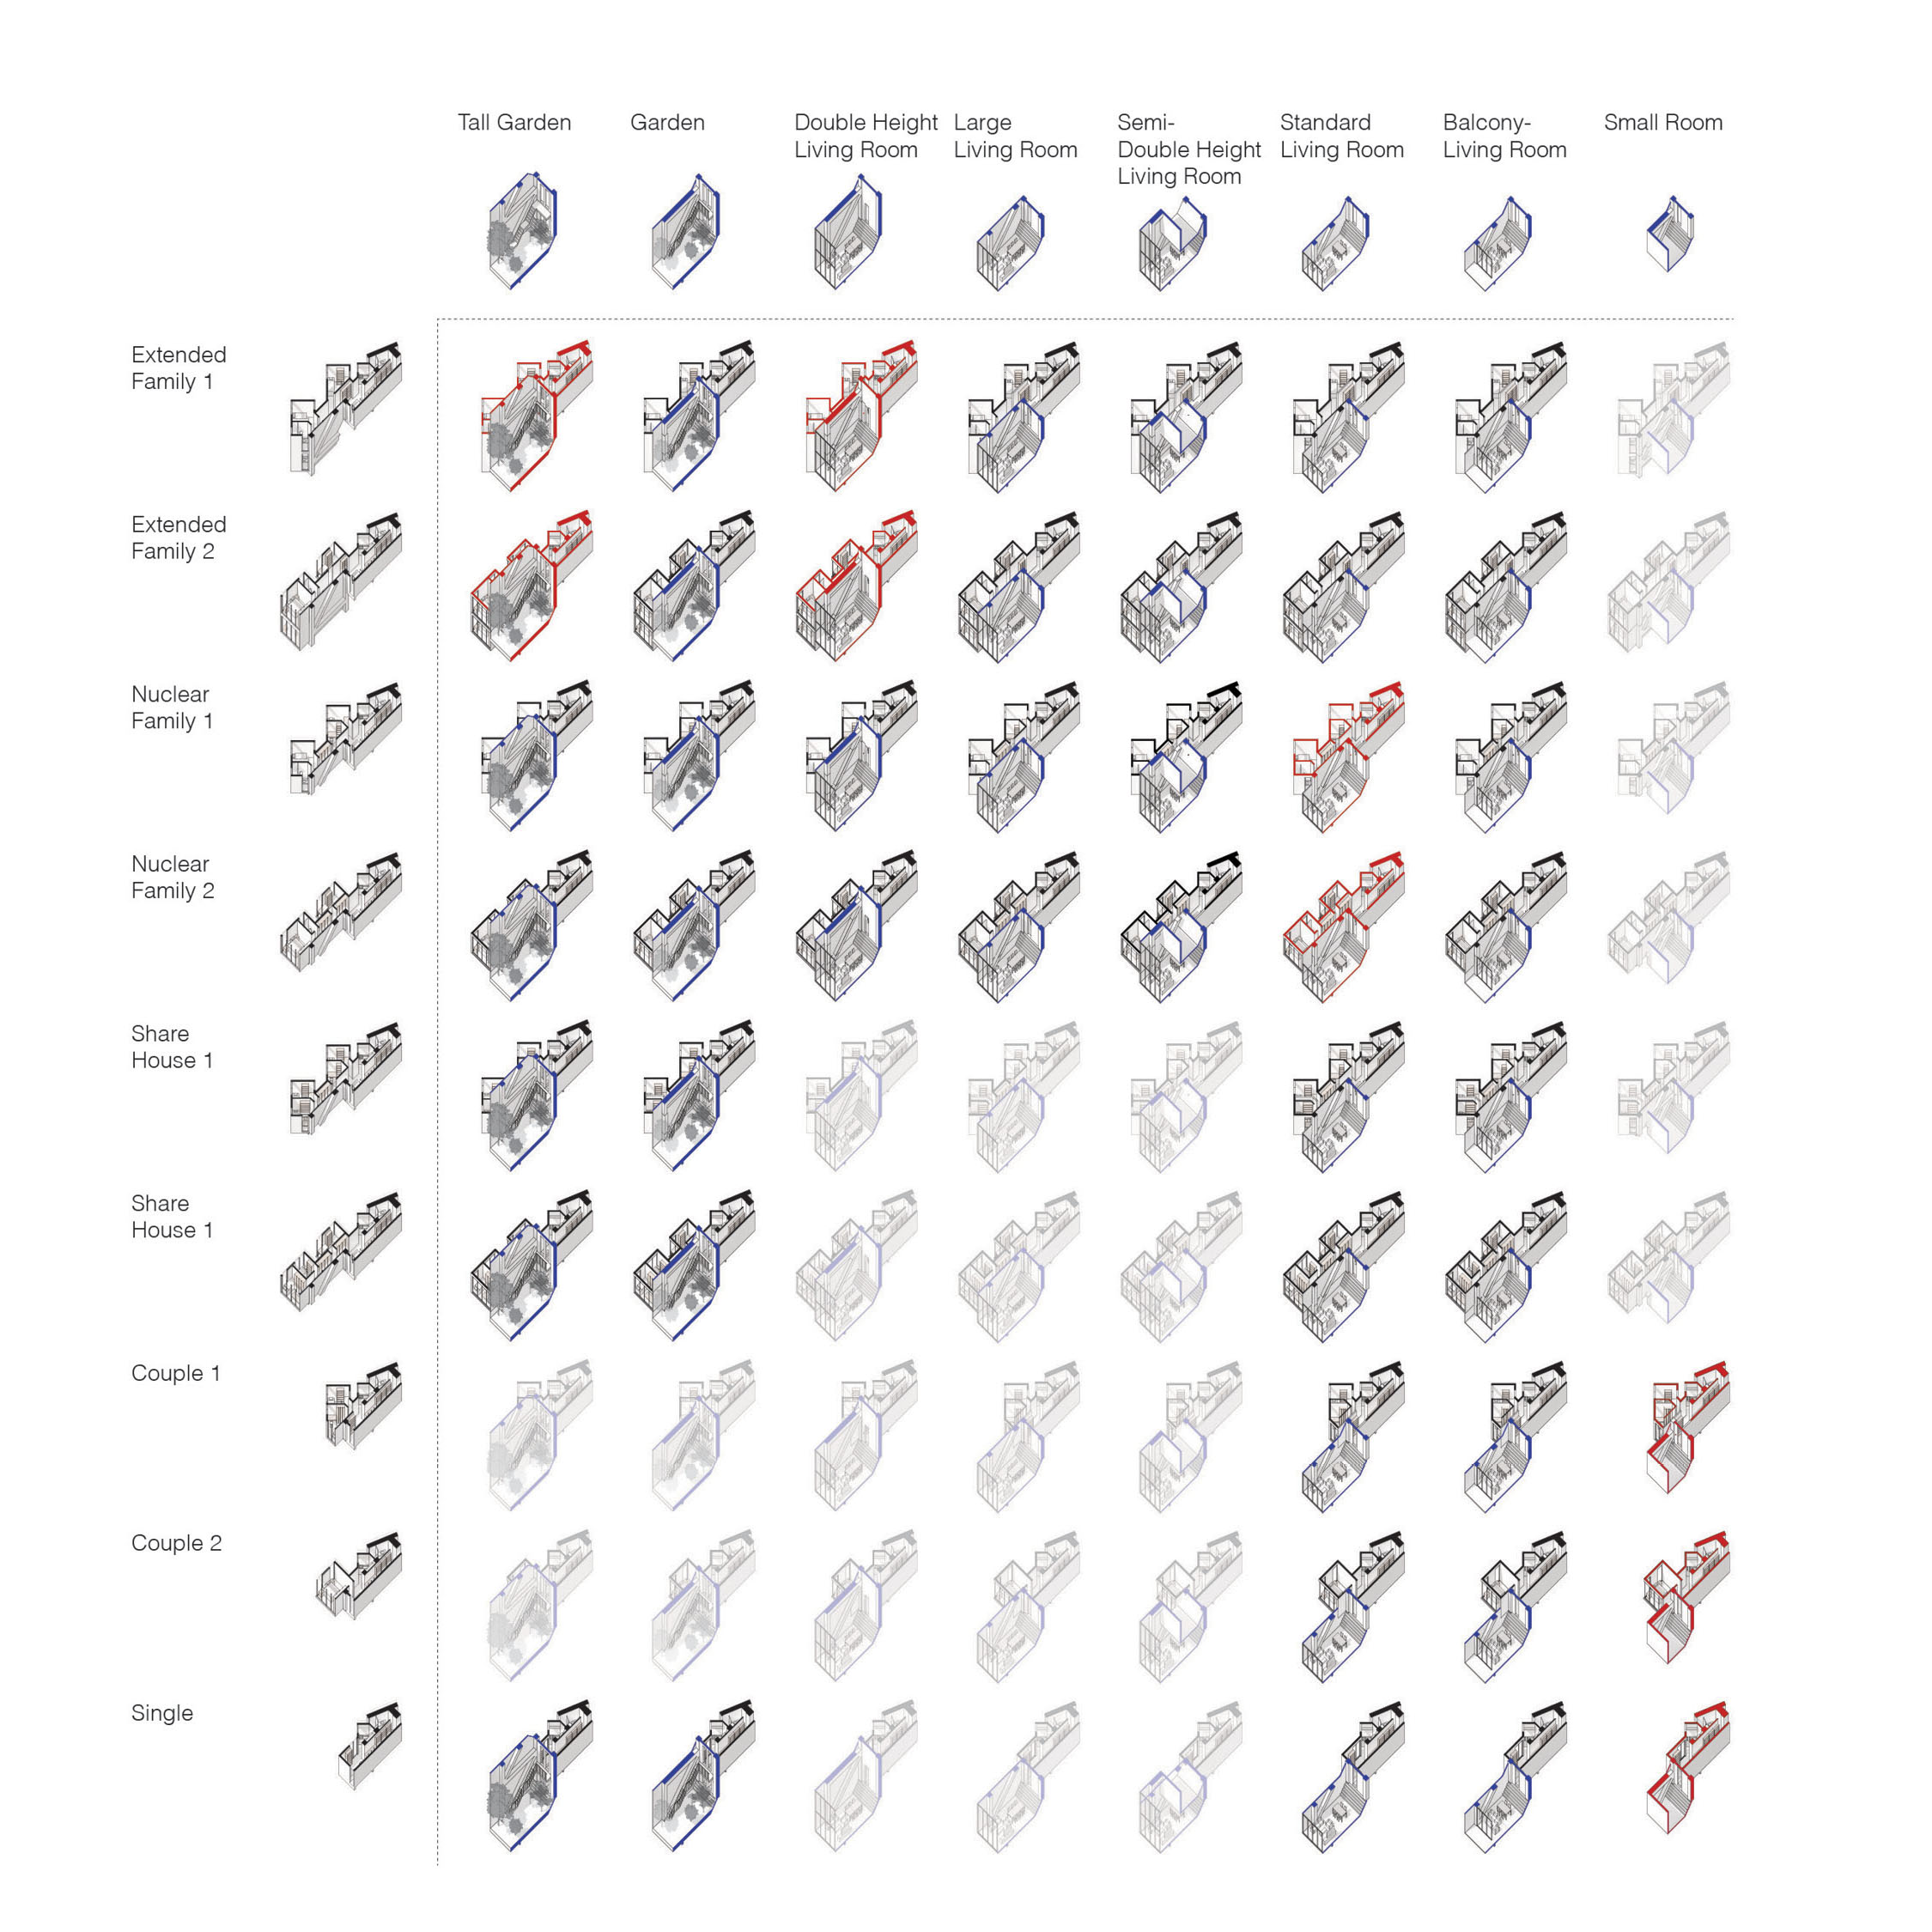 Tall Garden
Garden
Double Height
Living Room
Large
Living Room
Semi-
Double Height
Living Room
Standard
Living Room
Balcony-
Living Room
Small Room
Extended
Family 1
Extended
Family 2
Nuclear
Family 1
Nuclear
Family 2
Share
House 1
Share
House 1
Couple 1
Couple 2
Single